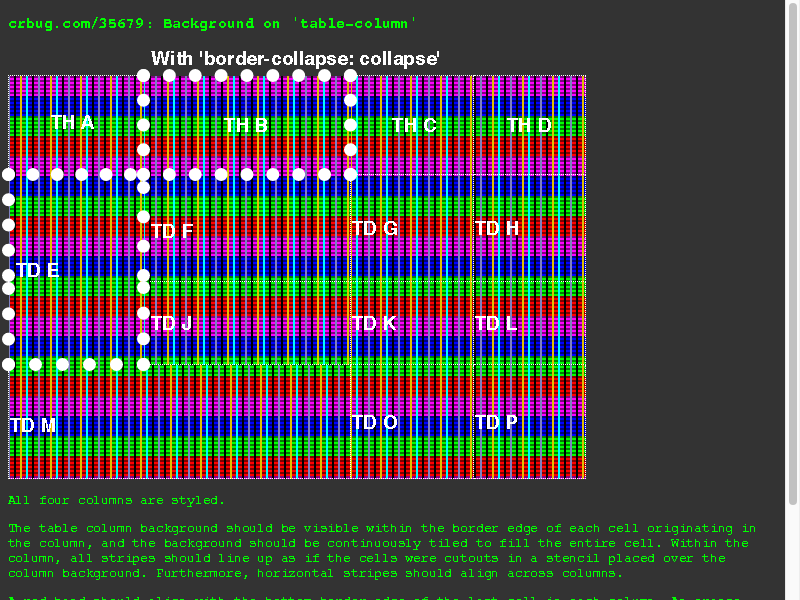 crbug.com/35679: Background on 'table-column'
With 'border-collapse: collapse'
TH A TH B TH C TH D
TD E TD F TD G TD H
TD J TD K TD L
TD M TD O TD P
All four columns are styled.
The table column background should be visible within the border edge of each cell originating in
the column, and the background should be continuously tiled to fill the entire cell. Within the
column, all stripes should line up as if the cells were cutouts in a stencil placed over the
column background. Furthermore, horizontal stripes should align across columns.